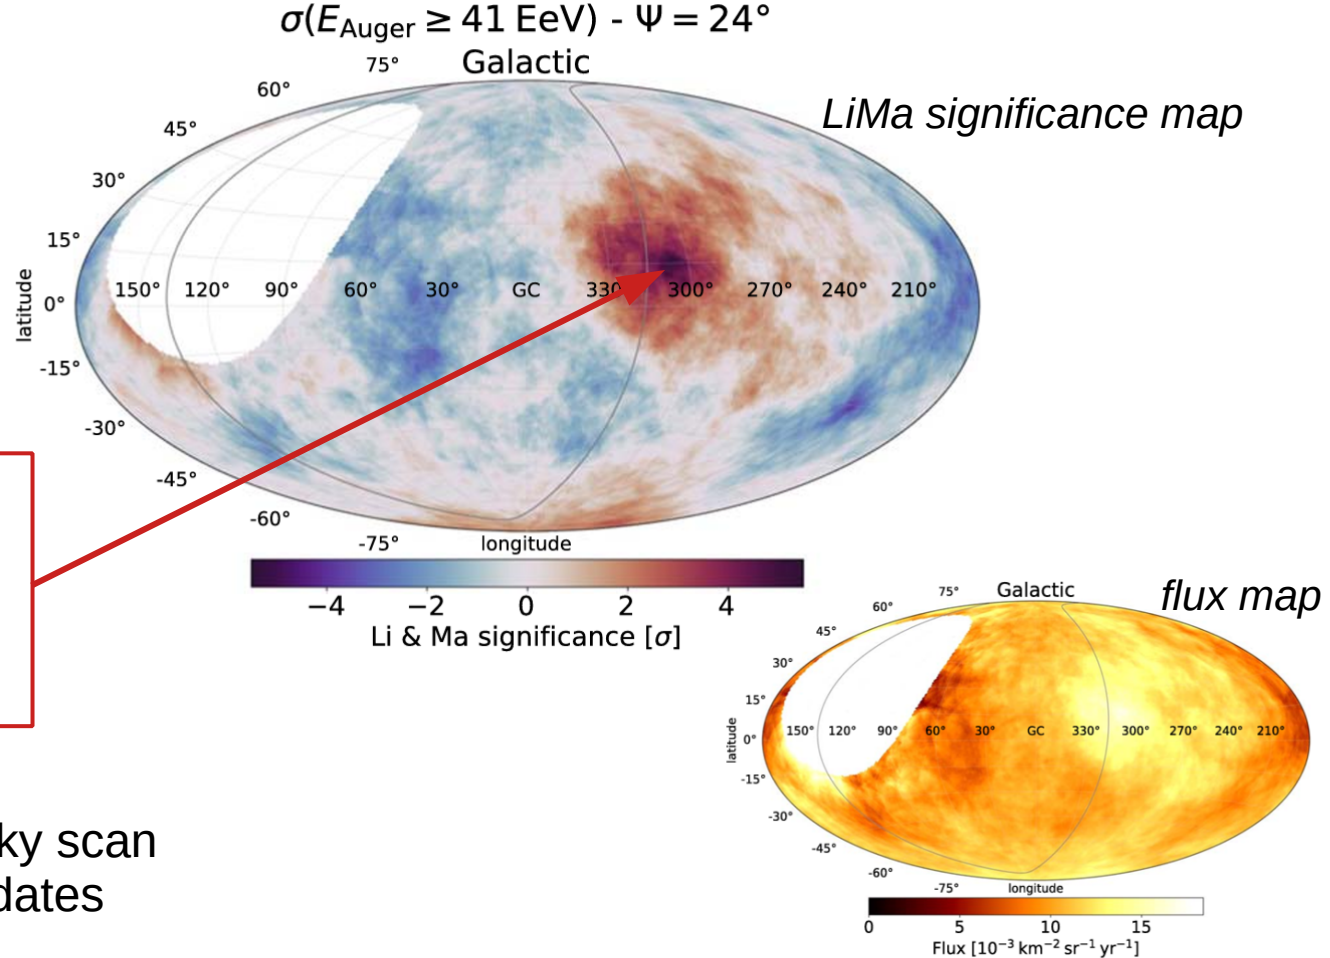 σ(E_Auger ≥ 41 EeV) - Ψ = 24°
Galactic
LiMa significance map
75°
60°
45°
30°
15°
0°
-15°
-30°
-45°
-60°
-75°
latitude
150° 120° 90° 60° 30° GC 330° 300° 270° 240° 210°
longitude
−4 −2 0 2 4
Li & Ma significance [σ]
flux map
Galactic
75°
60°
45°
30°
15°
0°
-15°
-30°
-45°
-60°
-75°
latitude
150° 120° 90° 60° 30° GC 330° 300° 270° 240° 210°
longitude
0 5 10 15
Flux [10⁻³ km⁻² sr⁻¹ yr⁻¹]
ky scan
dates